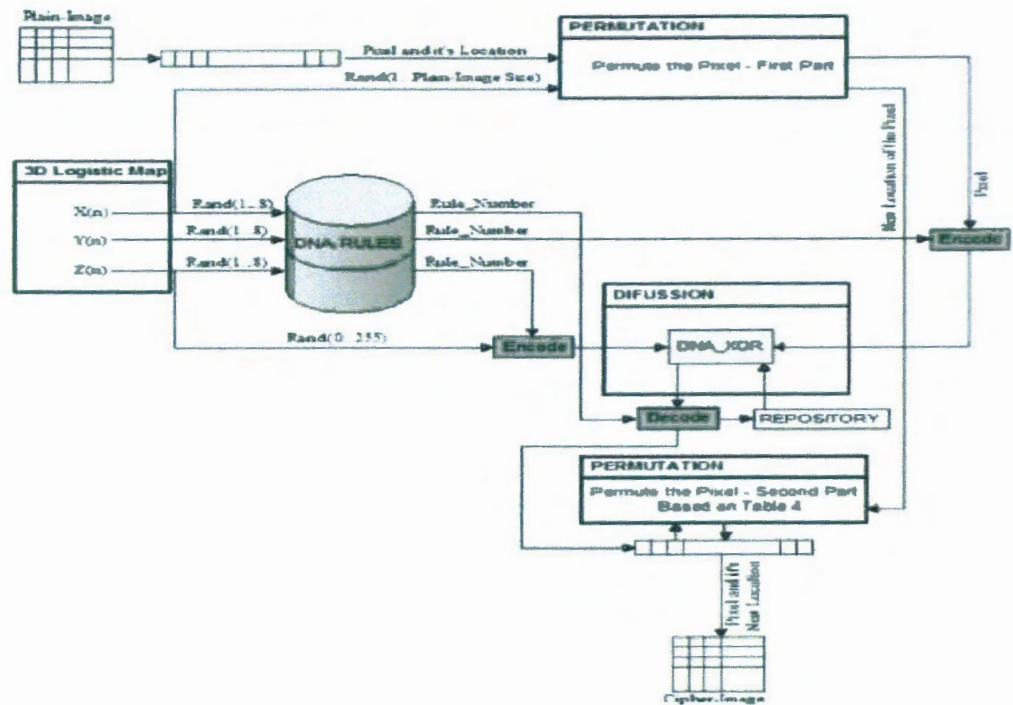 Plain-Image
Pixel and it's Location
Rand(1...Plain-Image Size)
PERMUTATION
Permute the Pixel - First Part
New Location of the Pixel
Pixel
3D Logistic Map
X(n)
Y(n)
Z(n)
Rand(1..8)
Rand(1..8)
Rand(1..8)
DNA RULES
Rule_Number
Rule_Number
Rule_Number
Encode
Rand(0...255)
Encode
DIFUSSION
DNA_XOR
Decode
REPOSITORY
PERMUTATION
Permute the Pixel - Second Part
Based on Table 4
Pixel and it's
New Location
Cipher-Image